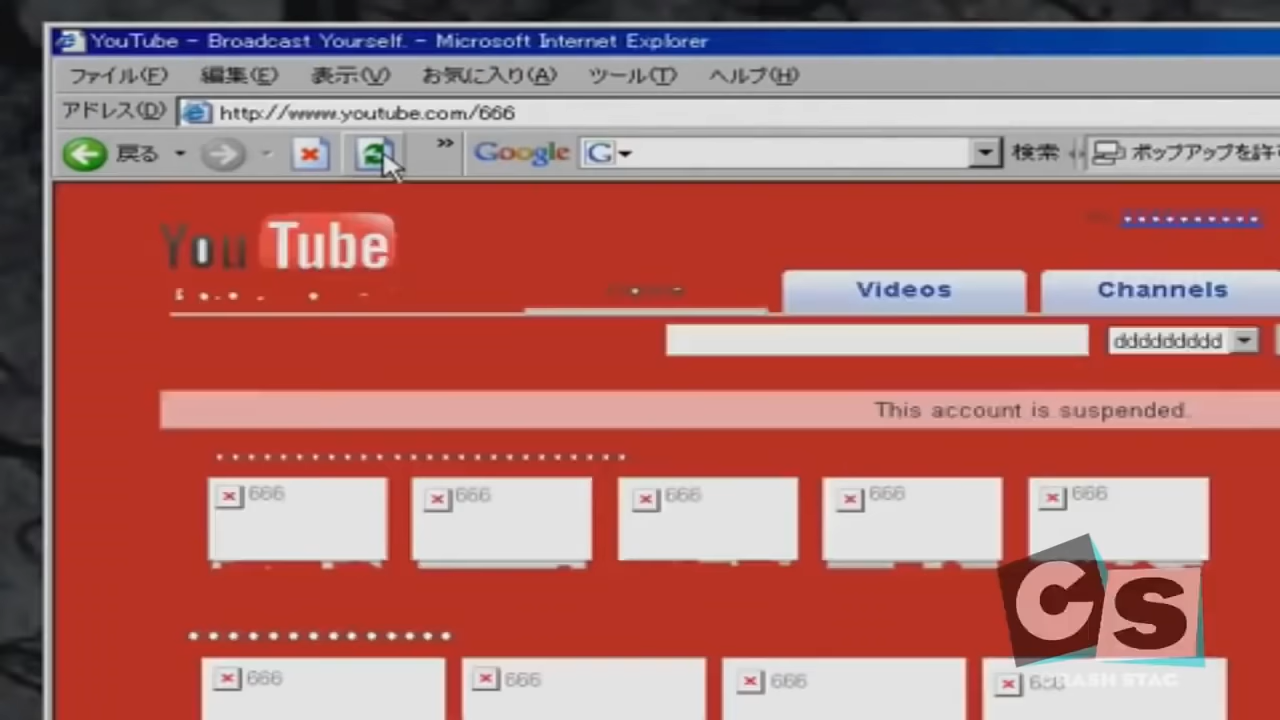 YouTube - Broadcast Yourself. - Microsoft Internet Explorer
ファイル(F) 編集(E) 表示(V) お気に入り(A) ツール(T) ヘルプ(H)
アドレス(D) http://www.youtube.com/666
戻る » Google G 検索 ポップアップを許
YouTube
Videos Channels
ddddddddd
This account is suspended.
666 666 666 666 666
666 666 666 666
CS